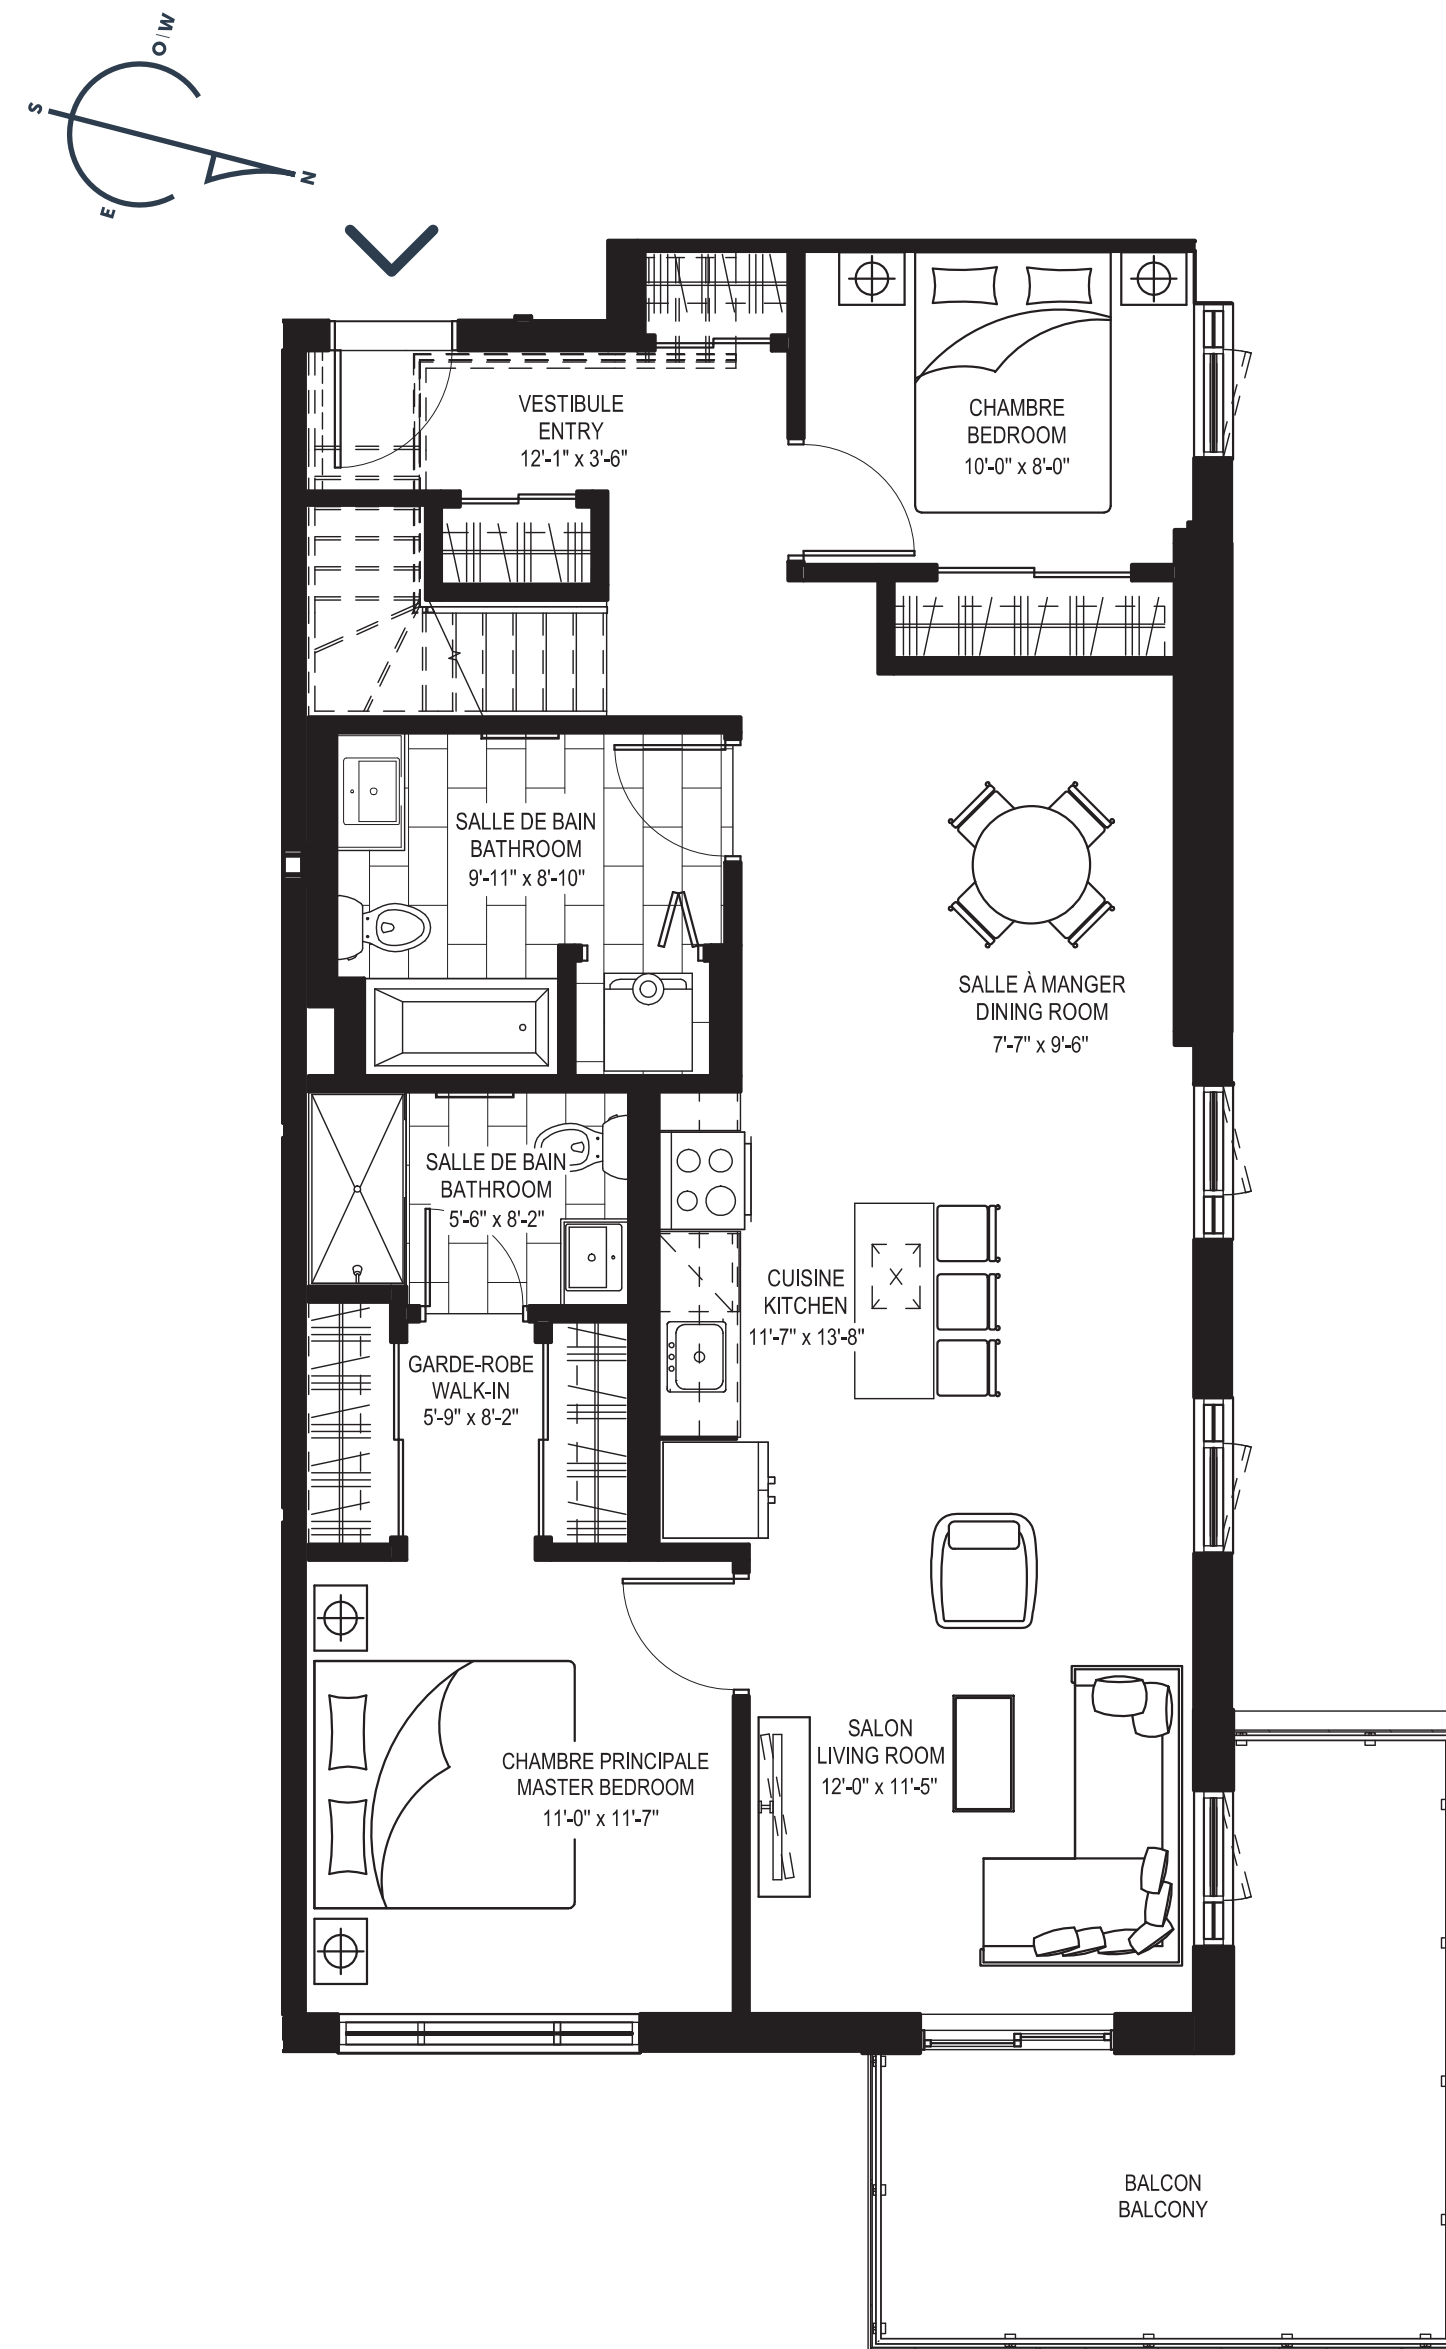 O/W
S
N
E
VESTIBULE
ENTRY
12'-1" x 3'-6"
CHAMBRE
BEDROOM
10'-0" x 8'-0"
SALLE DE BAIN
BATHROOM
9'-11" x 8'-10"
SALLE À MANGER
DINING ROOM
7'-7" x 9'-6"
SALLE DE BAIN
BATHROOM
5'-6" x 8'-2"
CUISINE
KITCHEN
11'-7" x 13'-8"
GARDE-ROBE
WALK-IN
5'-9" x 8'-2"
SALON
LIVING ROOM
12'-0" x 11'-5"
CHAMBRE PRINCIPALE
MASTER BEDROOM
11'-0" x 11'-7"
BALCON
BALCONY